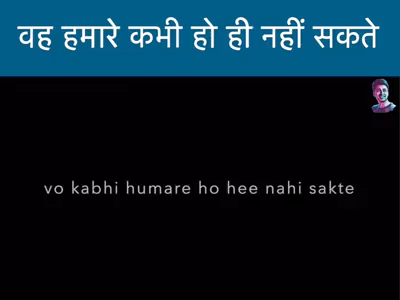 वह हमारे कभी हो ही नहीं सकते
vo kabhi humare ho hee nahi sakte